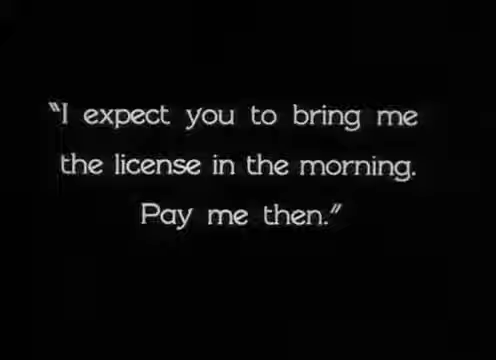 “I expect you to bring me
the license in the morning.
Pay me then.”